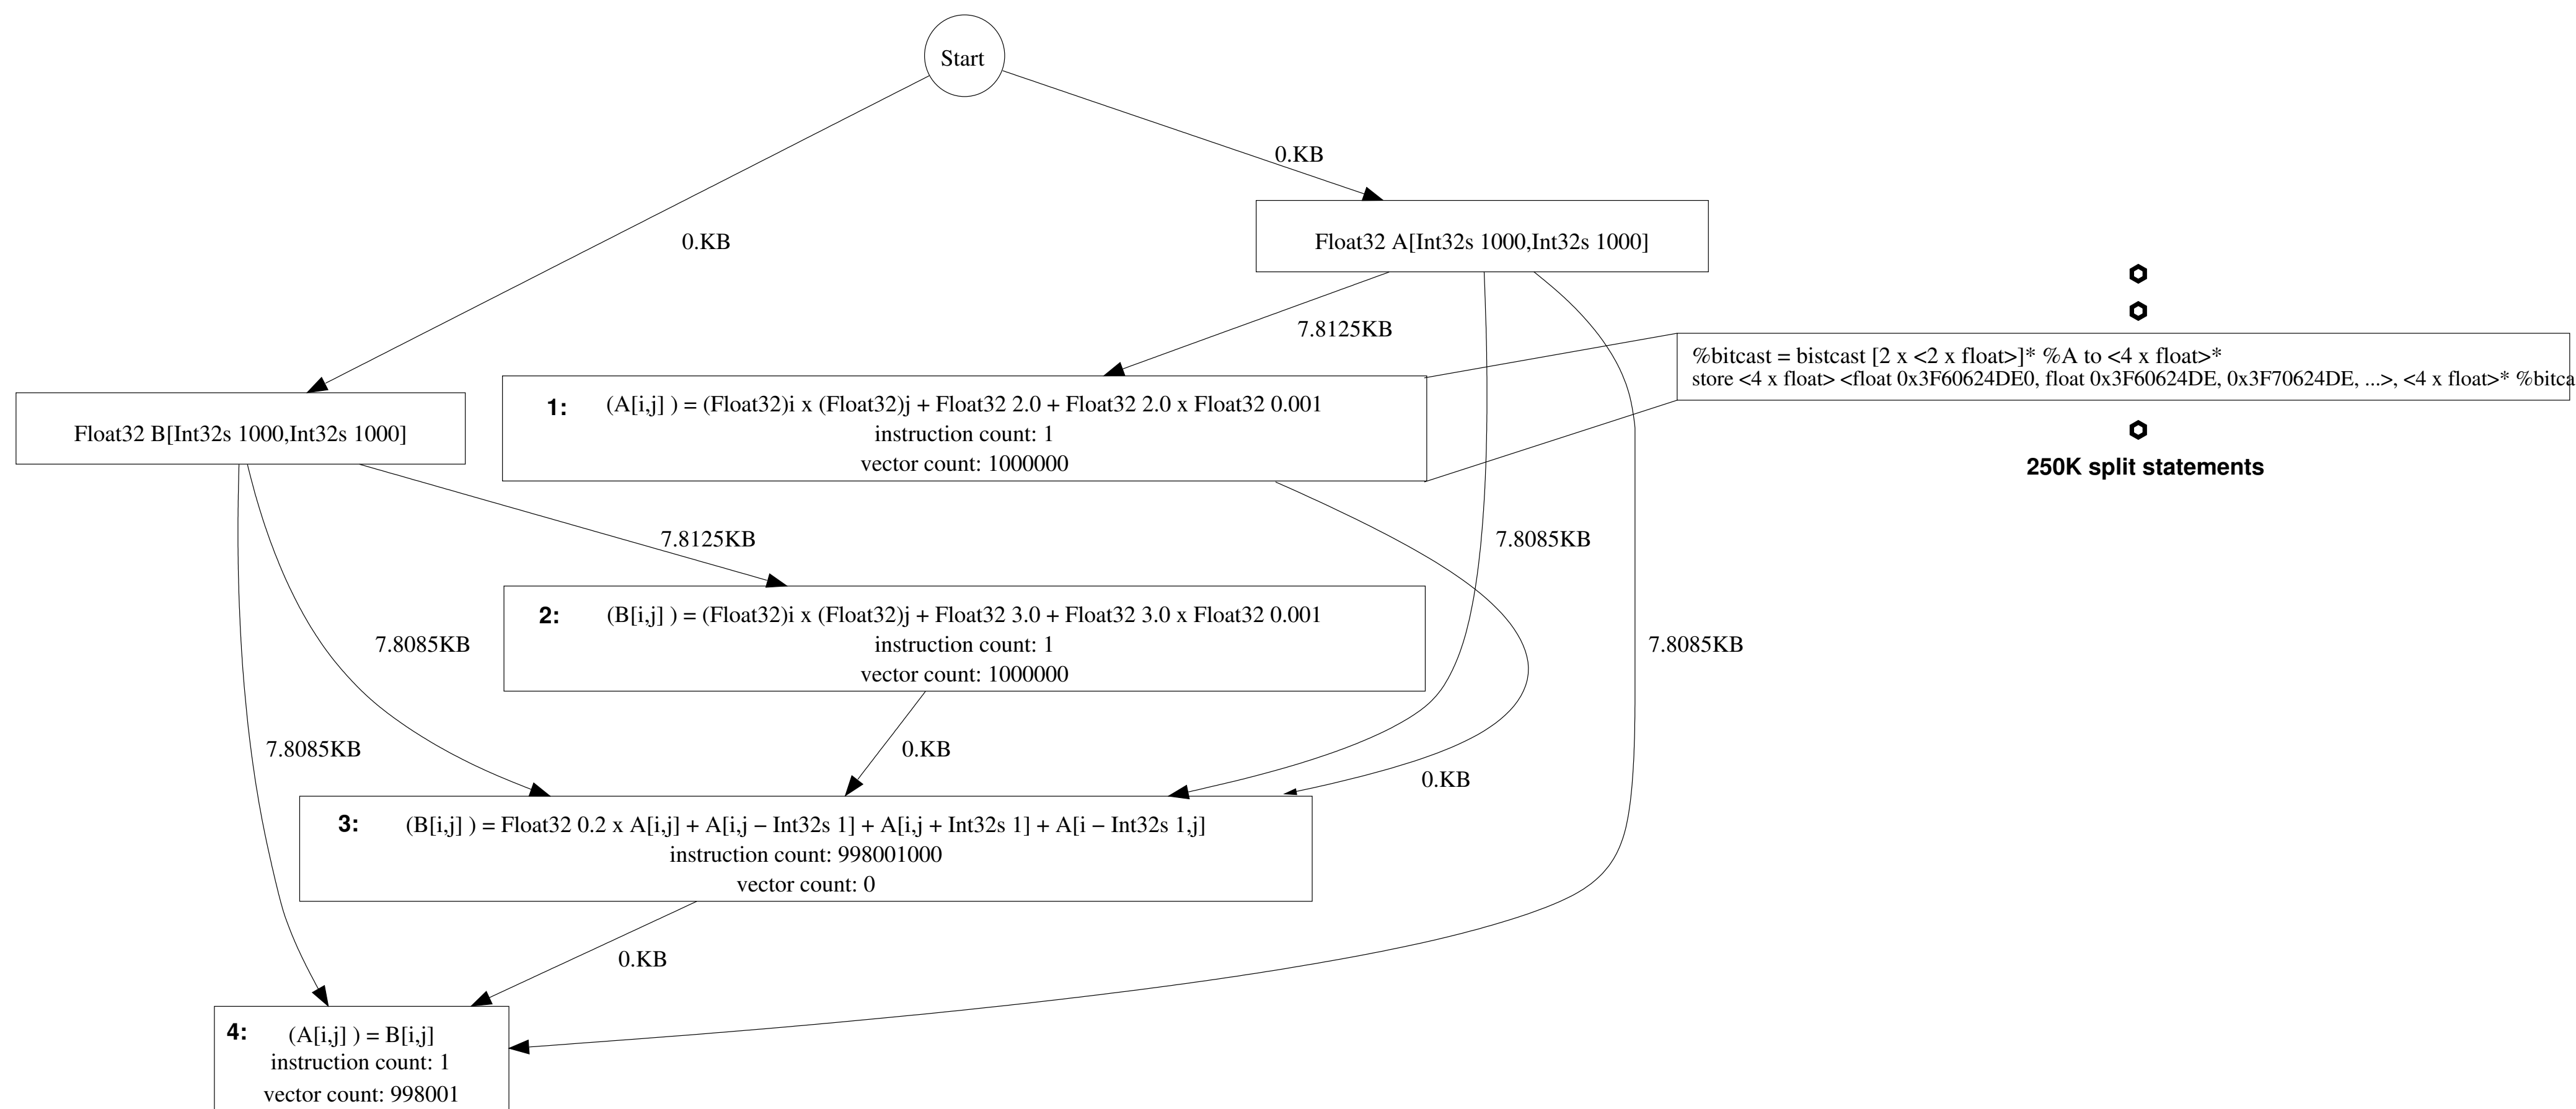 Start
0.KB
0.KB
Float32 A[Int32s 1000,Int32s 1000]
7.8125KB
%bitcast = bistcast [2 x <2 x float>]* %A to <4 x float>*
store <4 x float> <float 0x3F60624DE0, float 0x3F60624DE, 0x3F70624DE, ...>, <4 x float>* %bitca
250K split statements
1: (A[i,j] ) = (Float32)i x (Float32)j + Float32 2.0 + Float32 2.0 x Float32 0.001
instruction count: 1
vector count: 1000000
Float32 B[Int32s 1000,Int32s 1000]
7.8125KB
7.8085KB
2: (B[i,j] ) = (Float32)i x (Float32)j + Float32 3.0 + Float32 3.0 x Float32 0.001
instruction count: 1
vector count: 1000000
7.8085KB
7.8085KB
7.8085KB
0.KB
0.KB
3: (B[i,j] ) = Float32 0.2 x A[i,j] + A[i,j − Int32s 1] + A[i,j + Int32s 1] + A[i − Int32s 1,j]
instruction count: 998001000
vector count: 0
0.KB
4: (A[i,j] ) = B[i,j]
instruction count: 1
vector count: 998001